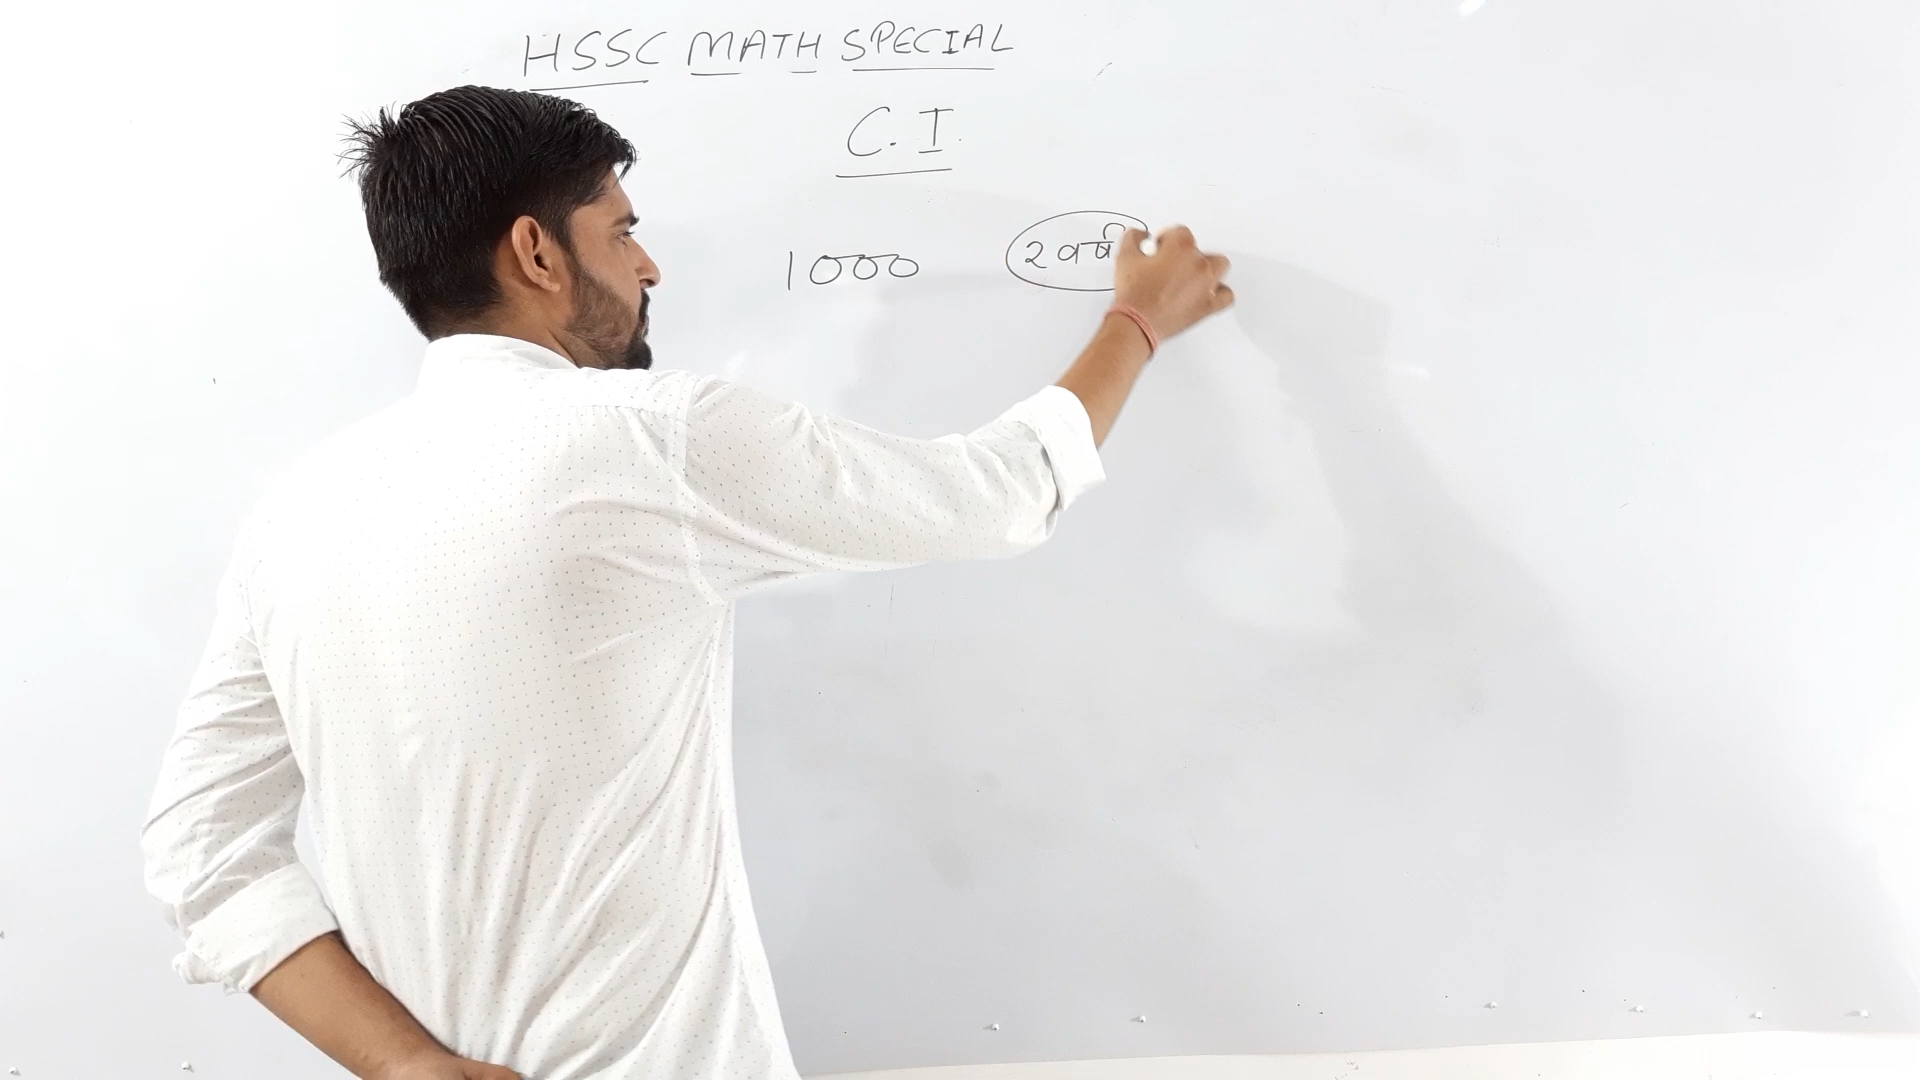 HSSC MATH SPECIAL
C.I.
1000 2 वर्ष